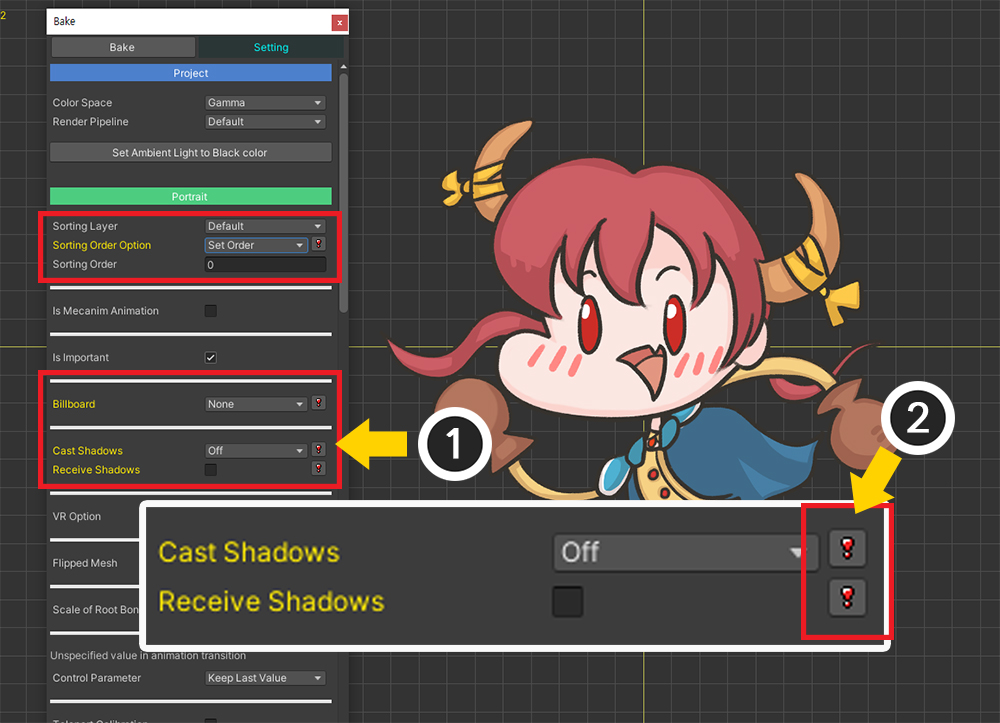 2
Bake
x
Bake Setting
Project
Color Space Gamma
Render Pipeline Default
Set Ambient Light to Black color
Portrait
Sorting Layer Default
Sorting Order Option Set Order
Sorting Order 0
Is Mecanim Animation
Is Important
Billboard None
Cast Shadows Off
Receive Shadows
1
2
VR Option
Flipped Mesh
Scale of Root Bon
Cast Shadows Off
Receive Shadows
Unspecified value in animation transition
Control Parameter Keep Last Value